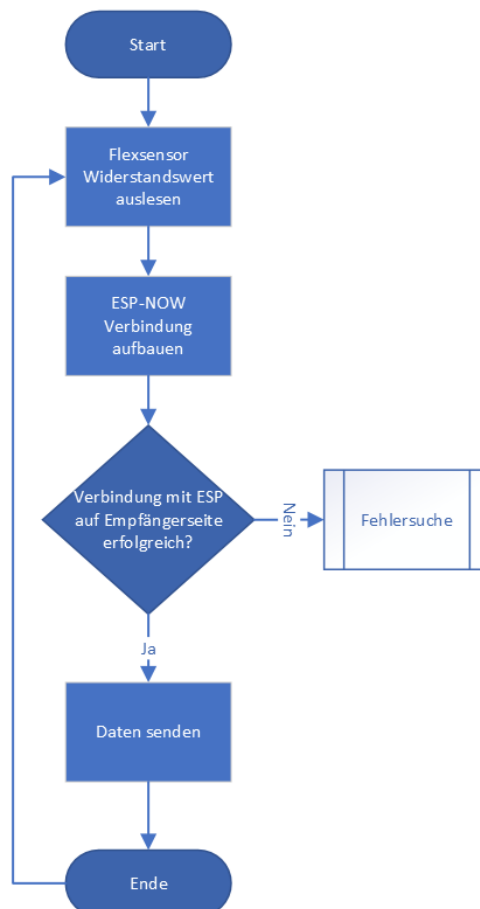 Start
Flexsensor
Widerstandswert
auslesen
ESP-NOW
Verbindung
aufbauen
Verbindung mit ESP
auf Empfängerseite
erfolgreich?
Nein
Fehlersuche
Ja
Daten senden
Ende